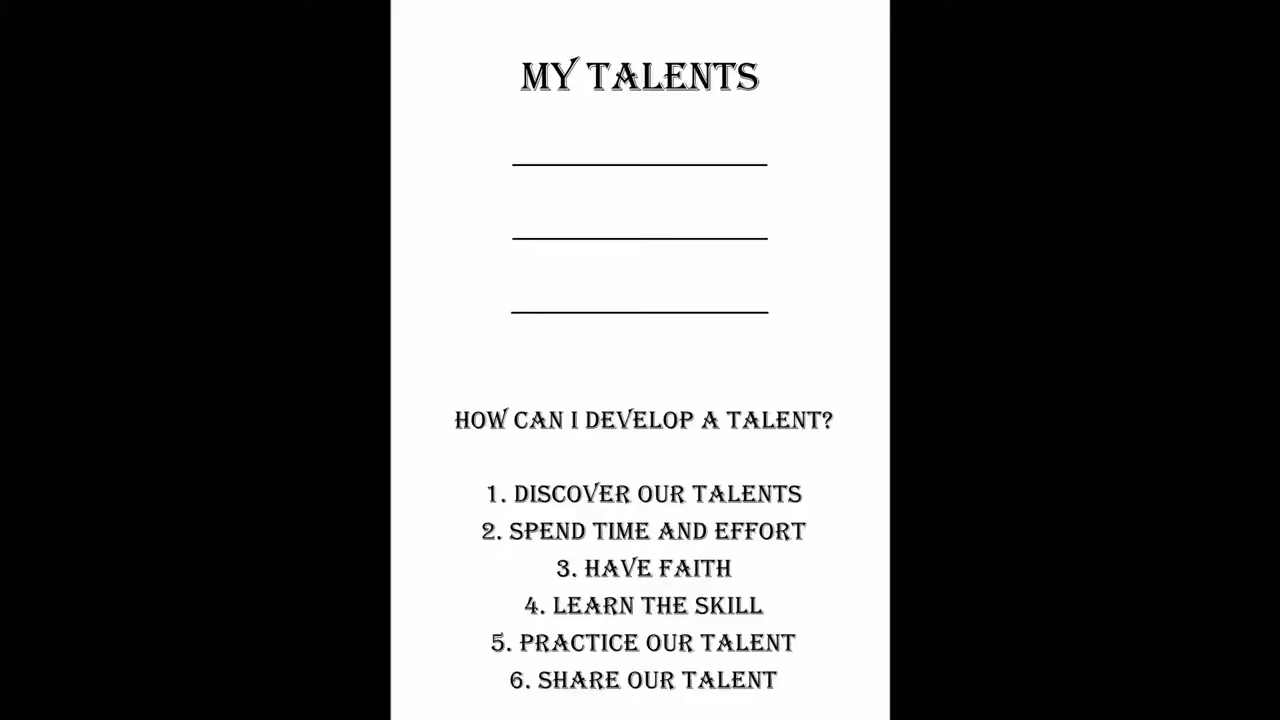 MY TALENTS
HOW CAN I DEVELOP A TALENT?
1. DISCOVER OUR TALENTS
2. SPEND TIME AND EFFORT
3. HAVE FAITH
4. LEARN THE SKILL
5. PRACTICE OUR TALENT
6. SHARE OUR TALENT